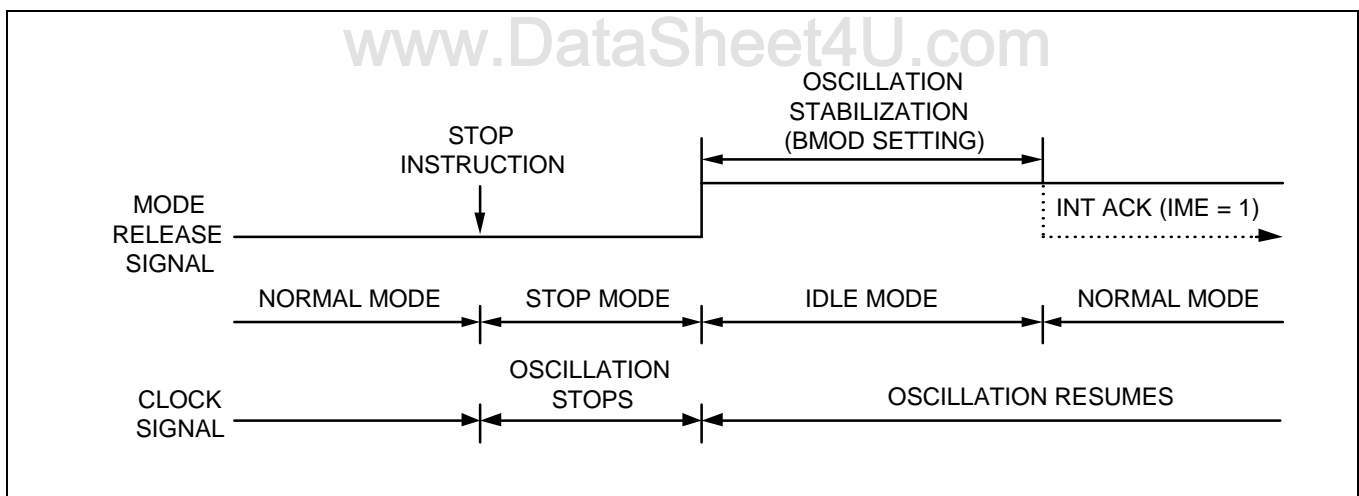 www.DataSheet4U.com
OSCILLATION
STABILIZATION
(BMOD SETTING)
STOP
INSTRUCTION
MODE
RELEASE
SIGNAL
INT ACK (IME = 1)
NORMAL MODE
STOP MODE
IDLE MODE
NORMAL MODE
OSCILLATION
STOPS
CLOCK
SIGNAL
OSCILLATION RESUMES